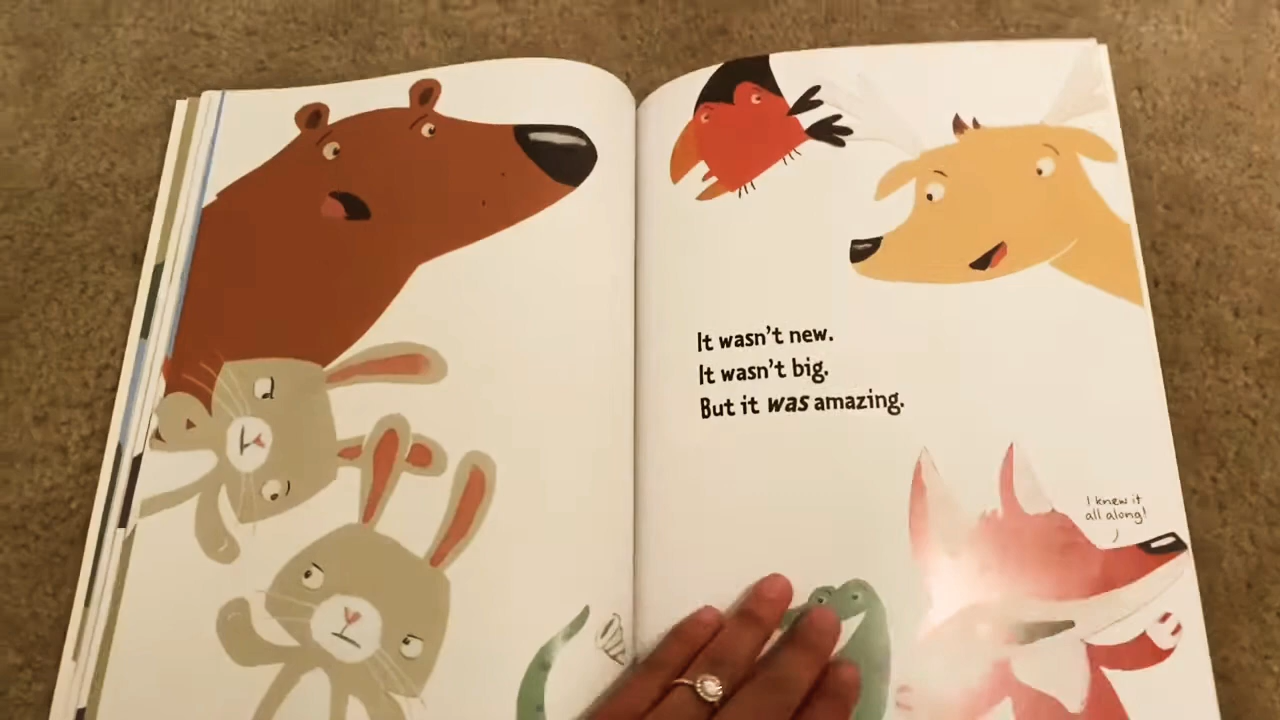 It wasn't new.
It wasn't big.
But it was amazing.
I knew it
all along!